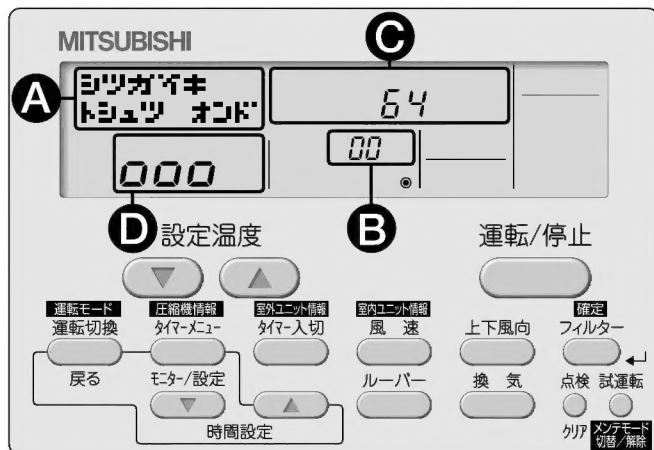 MITSUBISHI
C
A
シツガイキ
トシュツ オンド
64
00
000
D
設定温度
B
運転/停止
運転モード
圧縮機情報
室外ユニット情報
室内ユニット情報
確定
運転切換
タイマーメニュー
タイマー入切
風 速
上下風向
フィルター
戻る
モニター/設定
ルーバー
換 気
点検
試運転
時間設定
クリア
メンテモード
切替/解除